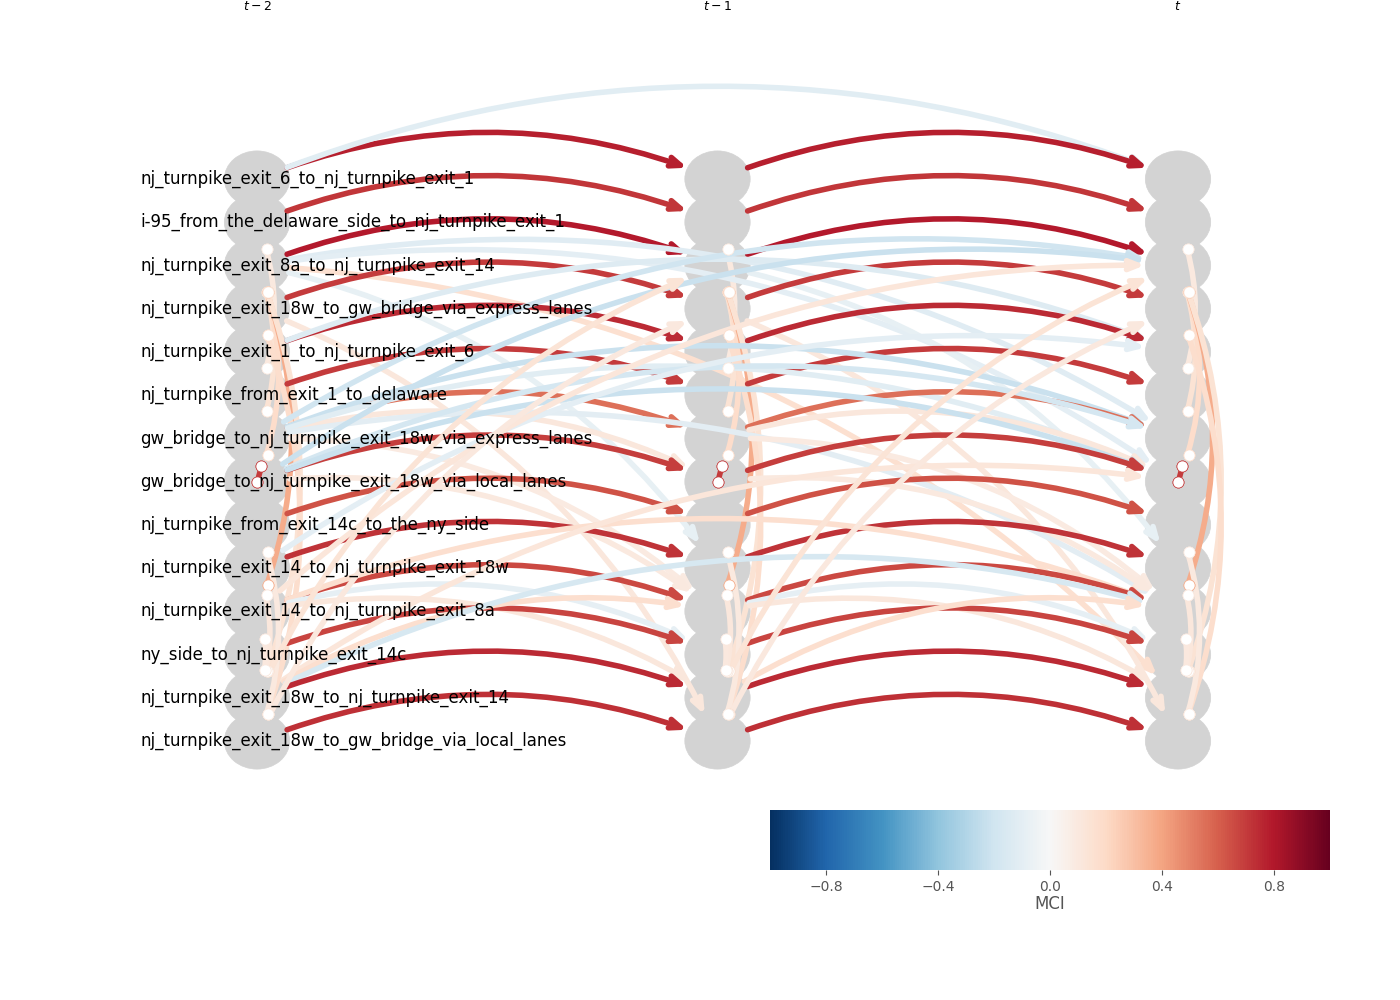 t − 2 t − 1 t
nj_turnpike_exit_6_to_nj_turnpike_exit_1
i-95_from_the_delaware_side_to_nj_turnpike_exit_1
nj_turnpike_exit_8a_to_nj_turnpike_exit_14
nj_turnpike_exit_18w_to_gw_bridge_via_express_lanes
nj_turnpike_exit_1_to_nj_turnpike_exit_6
nj_turnpike_from_exit_1_to_delaware
gw_bridge_to_nj_turnpike_exit_18w_via_express_lanes
gw_bridge_to_nj_turnpike_exit_18w_via_local_lanes
nj_turnpike_from_exit_14c_to_the_ny_side
nj_turnpike_exit_14_to_nj_turnpike_exit_18w
nj_turnpike_exit_14_to_nj_turnpike_exit_8a
ny_side_to_nj_turnpike_exit_14c
nj_turnpike_exit_18w_to_nj_turnpike_exit_14
nj_turnpike_exit_18w_to_gw_bridge_via_local_lanes
−0.8 −0.4 0.0 0.4 0.8
MCI